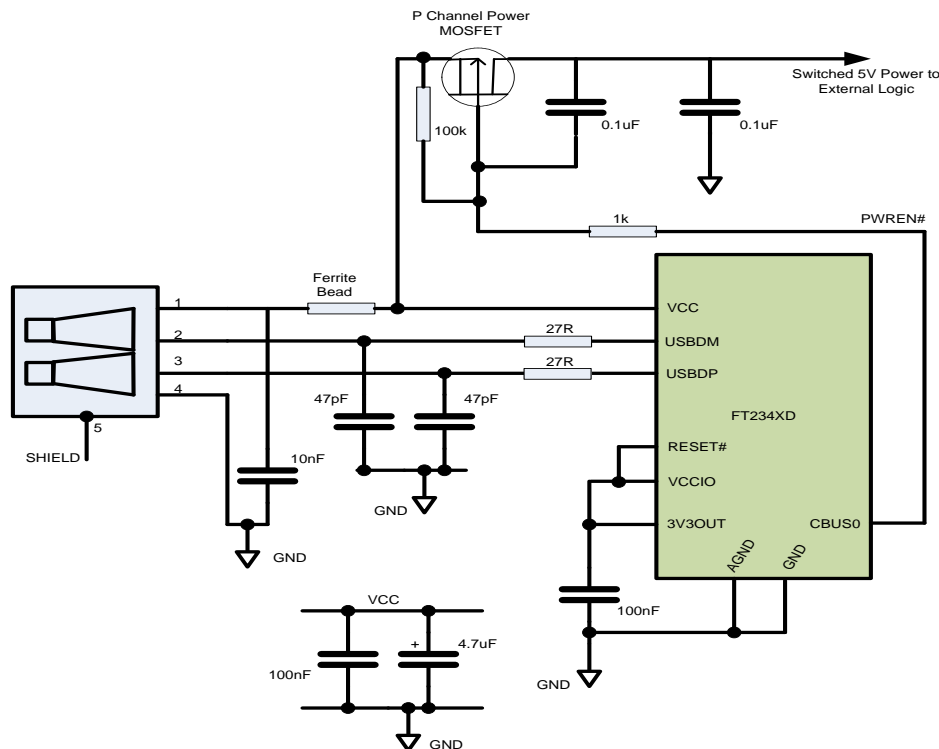 P Channel Power
MOSFET
Switched 5V Power to
External Logic
0.1uF
0.1uF
100k
1k
PWREN#
Ferrite
Bead
1
2
3
4
5
SHIELD
27R
27R
VCC
USBDM
USBDP
FT234XD
RESET#
VCCIO
3V3OUT
CBUS0
AGND
GND
47pF
47pF
10nF
GND
GND
100nF
GND
VCC
100nF
+
4.7uF
GND